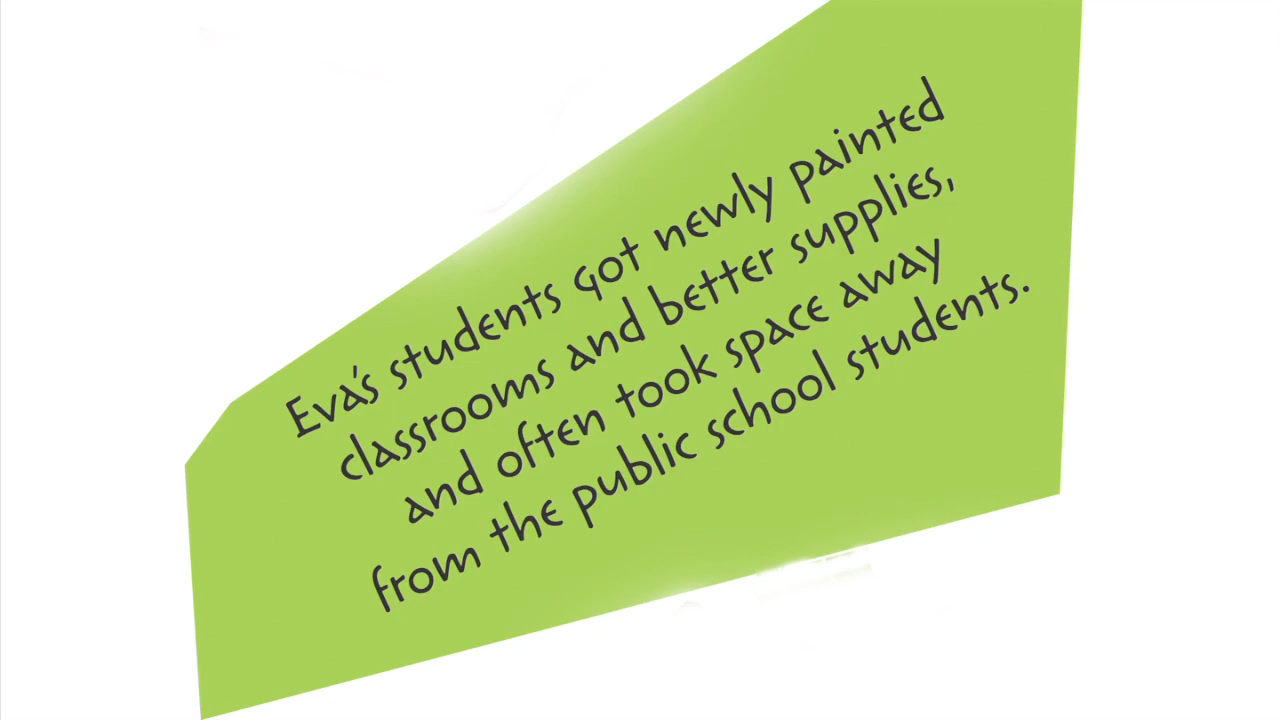 Eva's students got newly painted
classrooms and better supplies,
and often took space away
from the public school students.